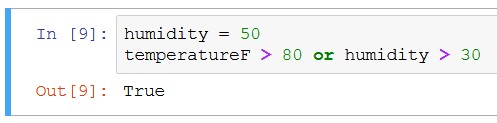 In [9]: humidity = 50
temperatureF > 80 or humidity > 30
Out[9]: True